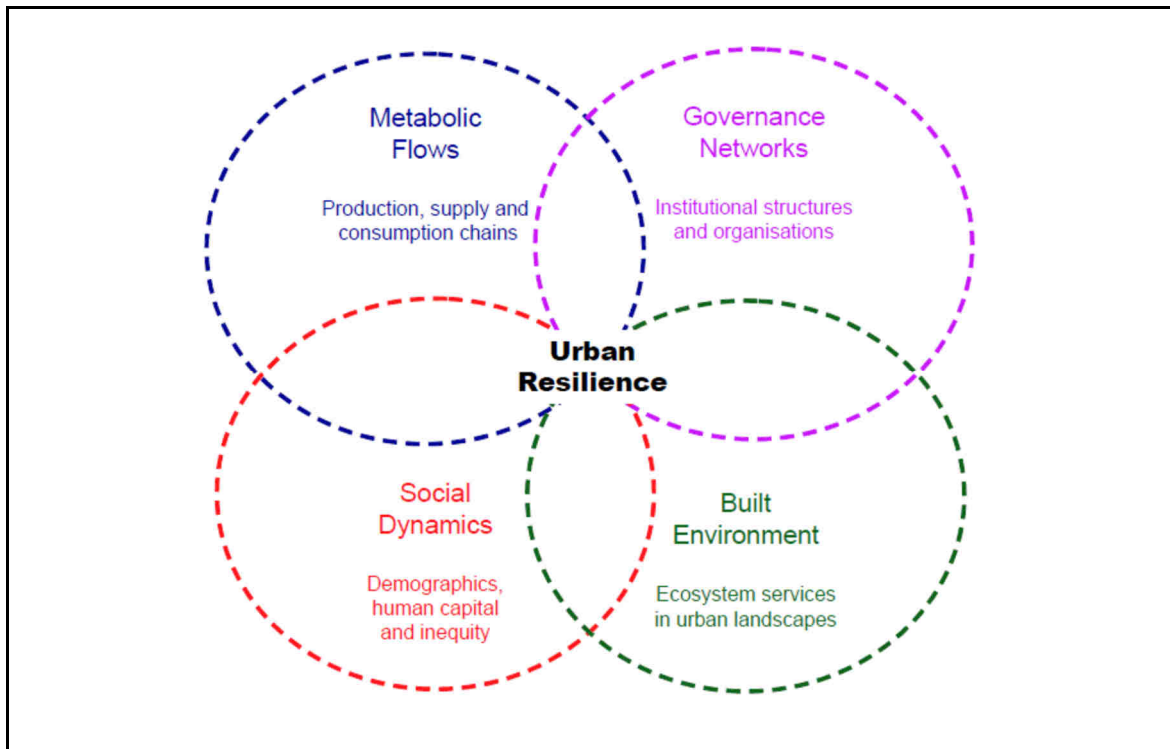 Metabolic
Flows
Production, supply and
consumption chains
Governance
Networks
Institutional structures
and organisations
Urban
Resilience
Social
Dynamics
Demographics,
human capital
and inequity
Built
Environment
Ecosystem services
in urban landscapes